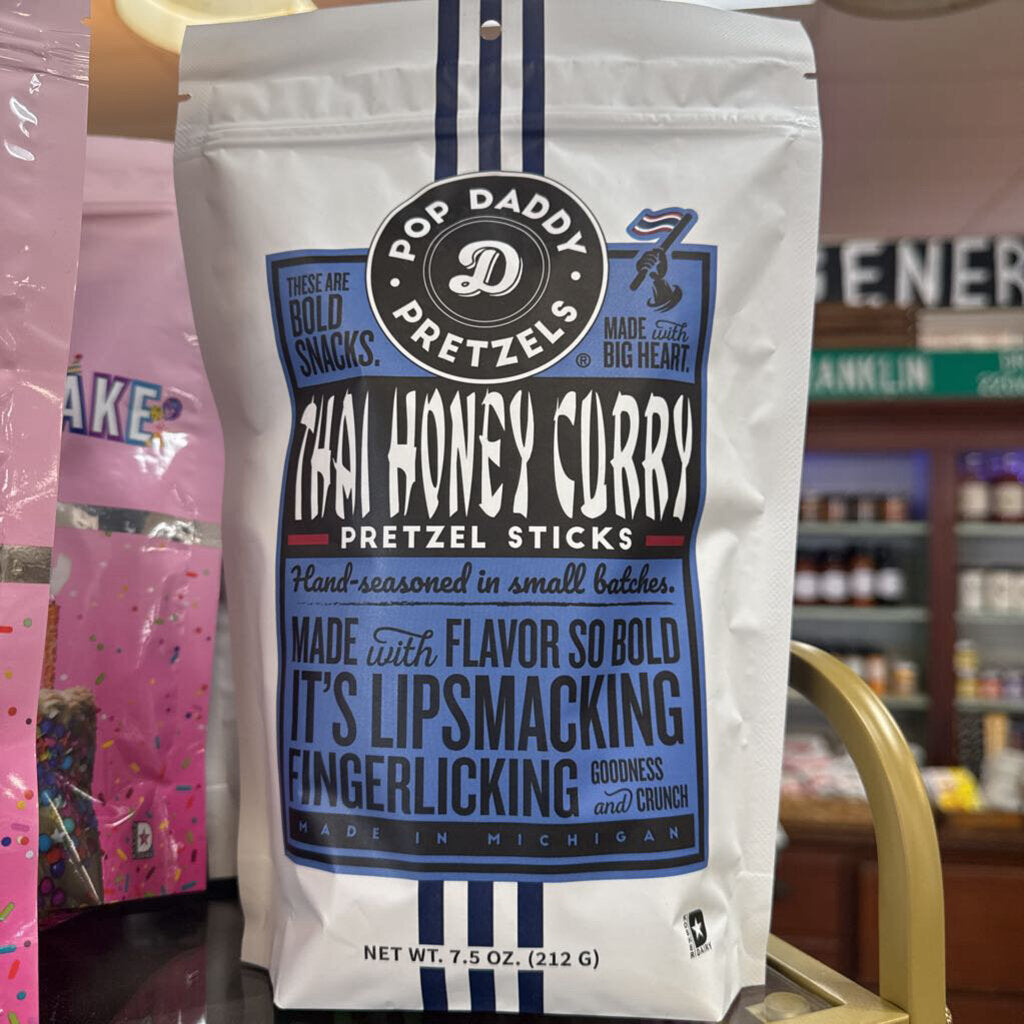 POP DADDY
D
PRETZELS
®
THESE ARE
BOLD
SNACKS.
MADE with
BIG HEART.
THAI HONEY CURRY
PRETZEL STICKS
Hand-seasoned in small batches.
MADE with FLAVOR SO BOLD
IT'S LIPSMACKING
FINGERLICKING GOODNESS
and CRUNCH
MADE IN MICHIGAN
NET WT. 7.5 OZ. (212 G)
KOSHER DAIRY
AKE
GENER
ANKLIN